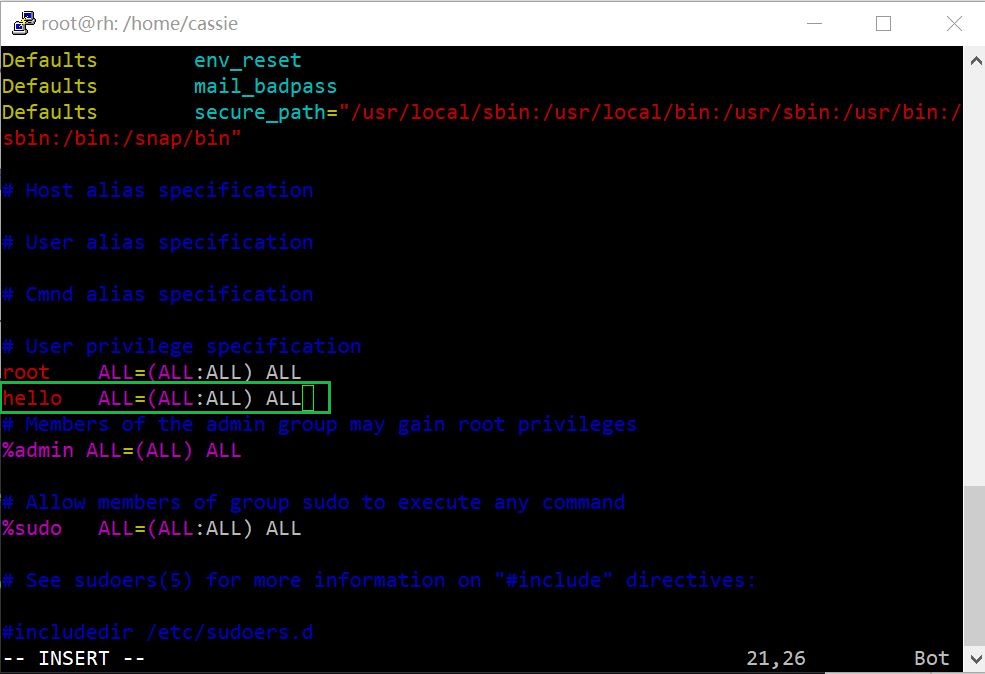 root@rh: /home/cassie
Defaults        env_reset
Defaults        mail_badpass
Defaults        secure_path="/usr/local/sbin:/usr/local/bin:/usr/sbin:/usr/bin:/
sbin:/bin:/snap/bin"
# Host alias specification
# User alias specification
# Cmnd alias specification
# User privilege specification
root    ALL=(ALL:ALL) ALL
hello   ALL=(ALL:ALL) ALL
# Members of the admin group may gain root privileges
%admin ALL=(ALL) ALL
# Allow members of group sudo to execute any command
%sudo   ALL=(ALL:ALL) ALL
# See sudoers(5) for more information on "#include" directives:
#includedir /etc/sudoers.d
-- INSERT --                                                  21,26         Bot